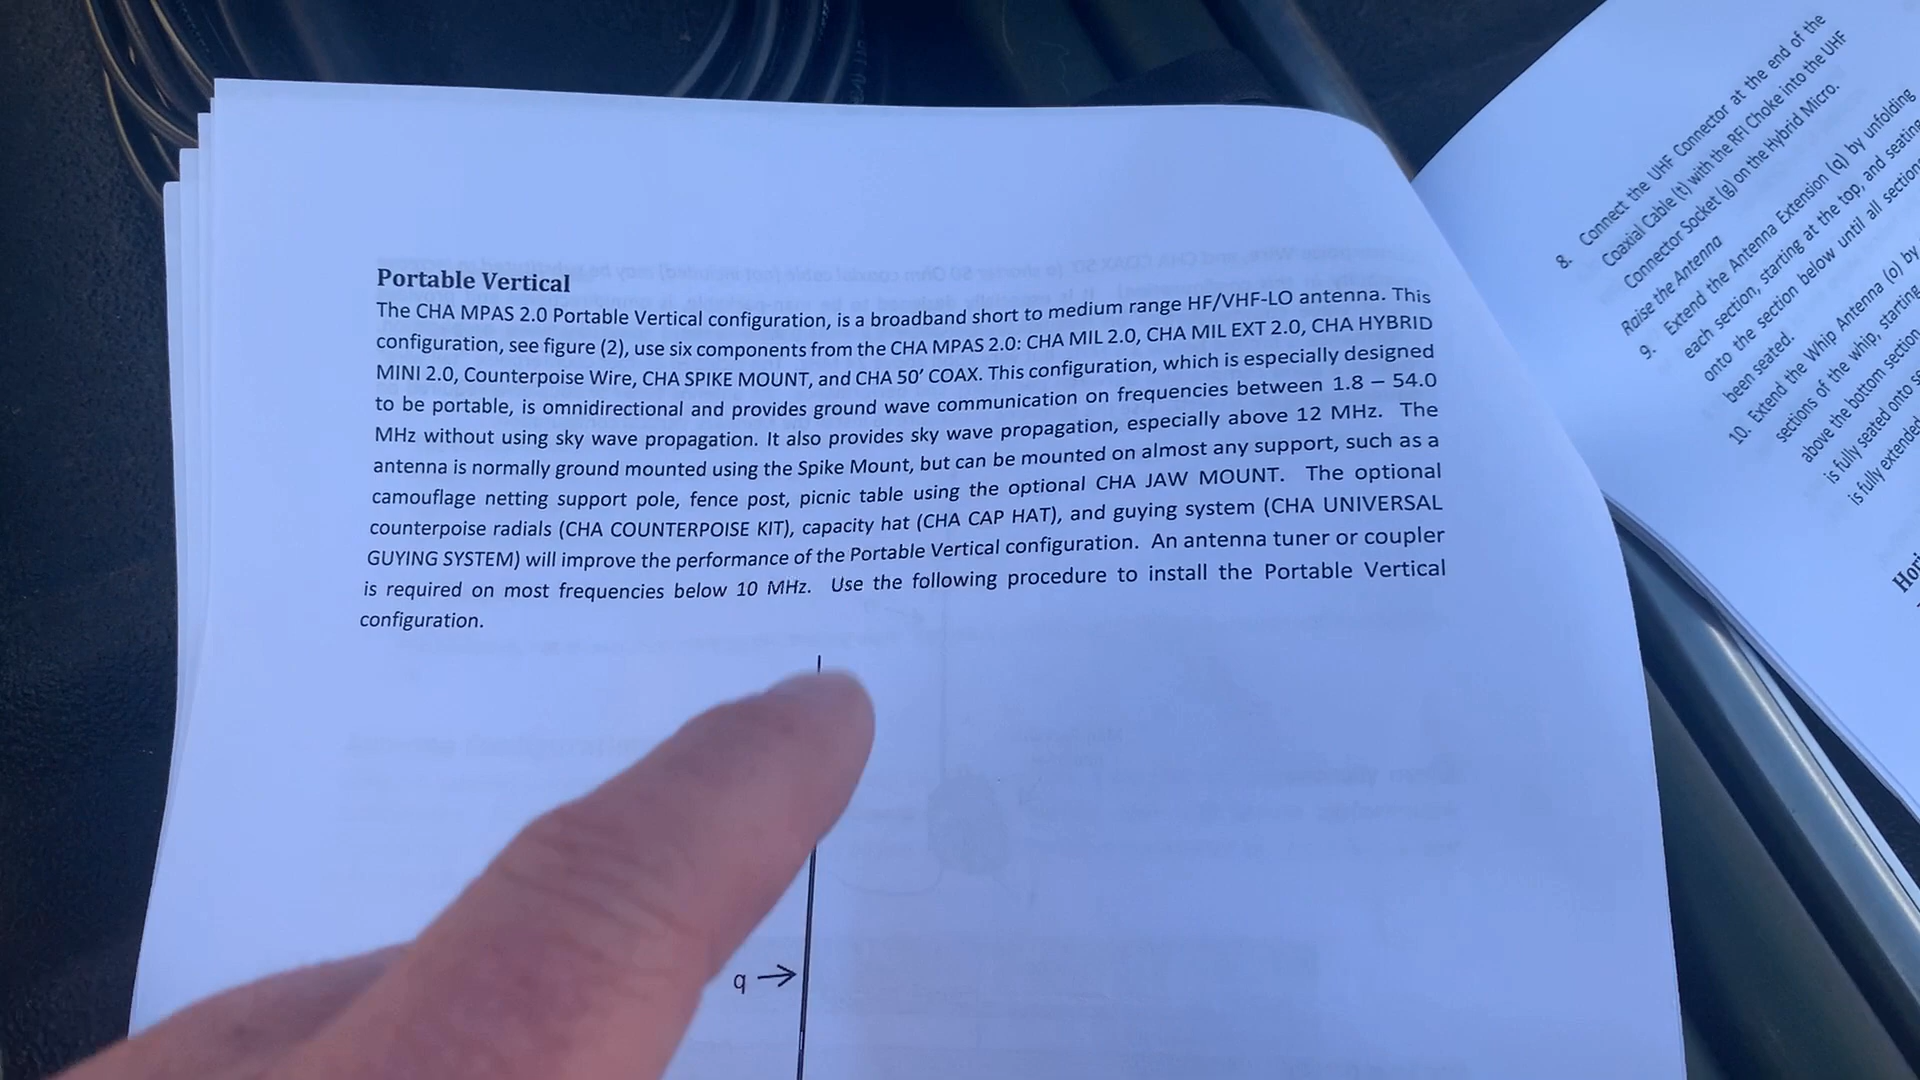 Portable Vertical
The CHA MPAS 2.0 Portable Vertical configuration, is a broadband short to medium range HF/VHF-LO antenna. This
configuration, see figure (2), use six components from the CHA MPAS 2.0: CHA MIL 2.0, CHA MIL EXT 2.0, CHA HYBRID
MINI 2.0, Counterpoise Wire, CHA SPIKE MOUNT, and CHA 50’ COAX. This configuration, which is especially designed
to be portable, is omnidirectional and provides ground wave communication on frequencies between 1.8 – 54.0
MHz without using sky wave propagation. It also provides sky wave propagation, especially above 12 MHz. The
antenna is normally ground mounted using the Spike Mount, but can be mounted on almost any support, such as a
camouflage netting support pole, fence post, picnic table using the optional CHA JAW MOUNT. The optional
counterpoise radials (CHA COUNTERPOISE KIT), capacity hat (CHA CAP HAT), and guying system (CHA UNIVERSAL
GUYING SYSTEM) will improve the performance of the Portable Vertical configuration. An antenna tuner or coupler
is required on most frequencies below 10 MHz. Use the following procedure to install the Portable Vertical
configuration.
q
8. Connect the UHF Connector at the end of the
Coaxial Cable (t) with the RFI Choke into the UHF
Connector Socket (g) on the Hybrid Micro.
Raise the Antenna
9. Extend the Antenna Extension (q) by unfolding
each section, starting at the top, and seating
onto the section below until all section
been seated.
10. Extend the Whip Antenna (o) by
sections of the whip, starting
above the bottom section
is fully seated onto
is fully extended